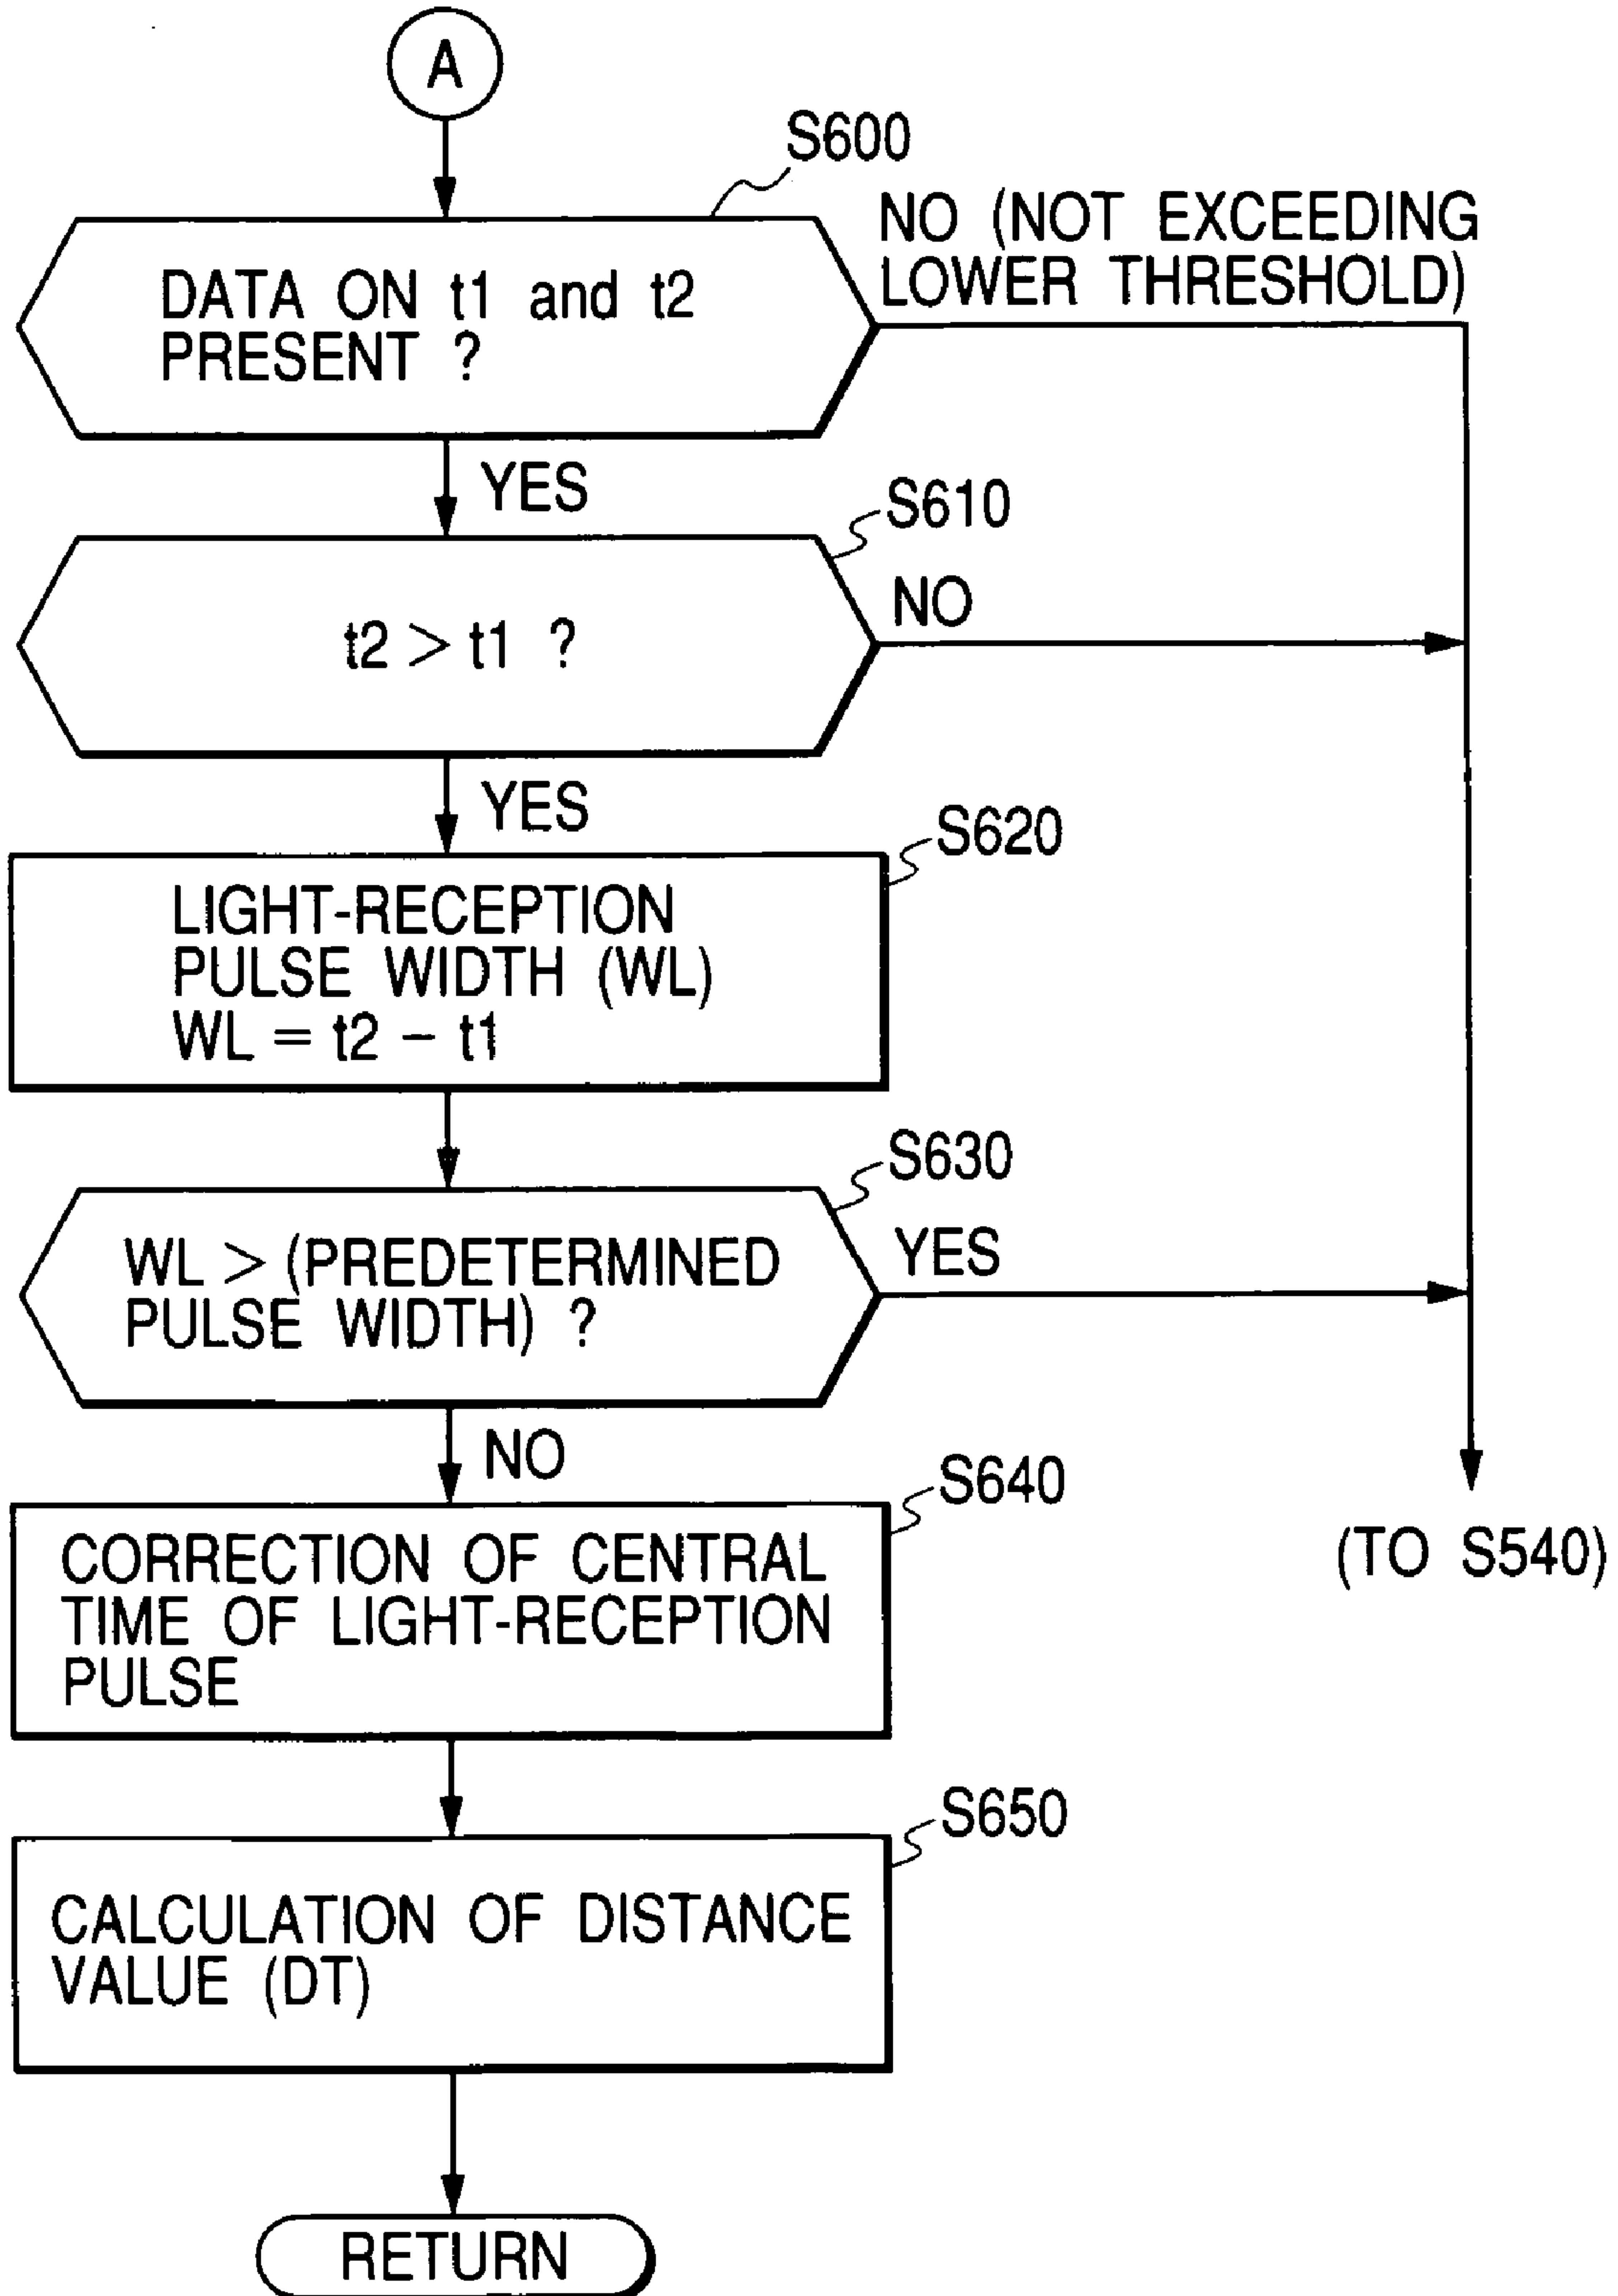 A
S600
NO (NOT EXCEEDING
LOWER THRESHOLD)
DATA ON t1 and t2
PRESENT ?
YES
S610
NO
t2 > t1 ?
YES
S620
LIGHT-RECEPTION
PULSE WIDTH (WL)
WL = t2 − t1
S630
YES
WL > (PREDETERMINED
PULSE WIDTH) ?
NO
S640
CORRECTION OF CENTRAL
TIME OF LIGHT-RECEPTION
PULSE
(TO S540)
S650
CALCULATION OF DISTANCE
VALUE (DT)
RETURN